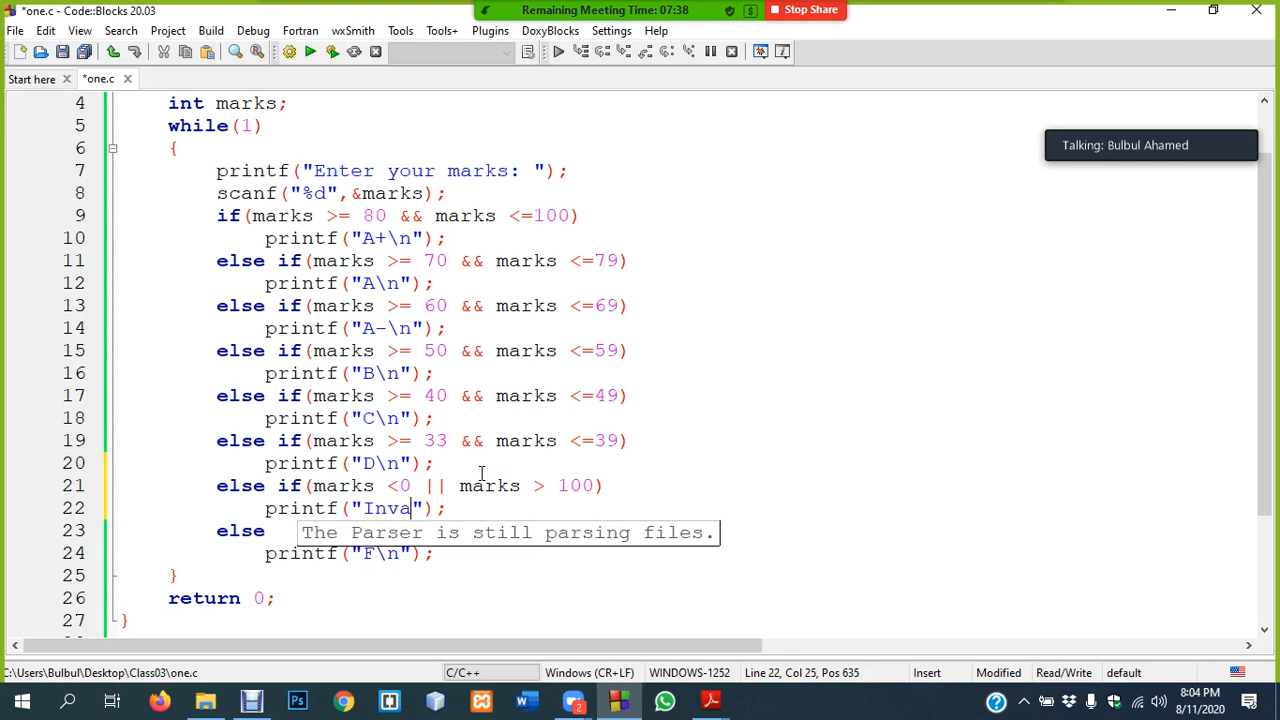 *one.c - Code::Blocks 20.03
Remaining Meeting Time: 07:38
Stop Share
File Edit View Search Project Build Debug Fortran wxSmith Tools Tools+ Plugins DoxyBlocks Settings Help
Start here
*one.c
Talking: Bulbul Ahamed
4 int marks;
5 while(1)
6 {
7 printf("Enter your marks: ");
8 scanf("%d",&marks);
9 if(marks >= 80 && marks <=100)
10 printf("A+\n");
11 else if(marks >= 70 && marks <=79)
12 printf("A\n");
13 else if(marks >= 60 && marks <=69)
14 printf("A-\n");
15 else if(marks >= 50 && marks <=59)
16 printf("B\n");
17 else if(marks >= 40 && marks <=49)
18 printf("C\n");
19 else if(marks >= 33 && marks <=39)
20 printf("D\n");
21 else if(marks <0 || marks > 100)
22 printf("Inva");
23 else
The Parser is still parsing files.
24 printf("F\n");
25 }
26 return 0;
27 }
C:\Users\Bulbul\Desktop\Class03\one.c C/C++ Windows (CR+LF) WINDOWS-1252 Line 22, Col 25, Pos 635 Insert Modified Read/Write default
8:04 PM
8/11/2020